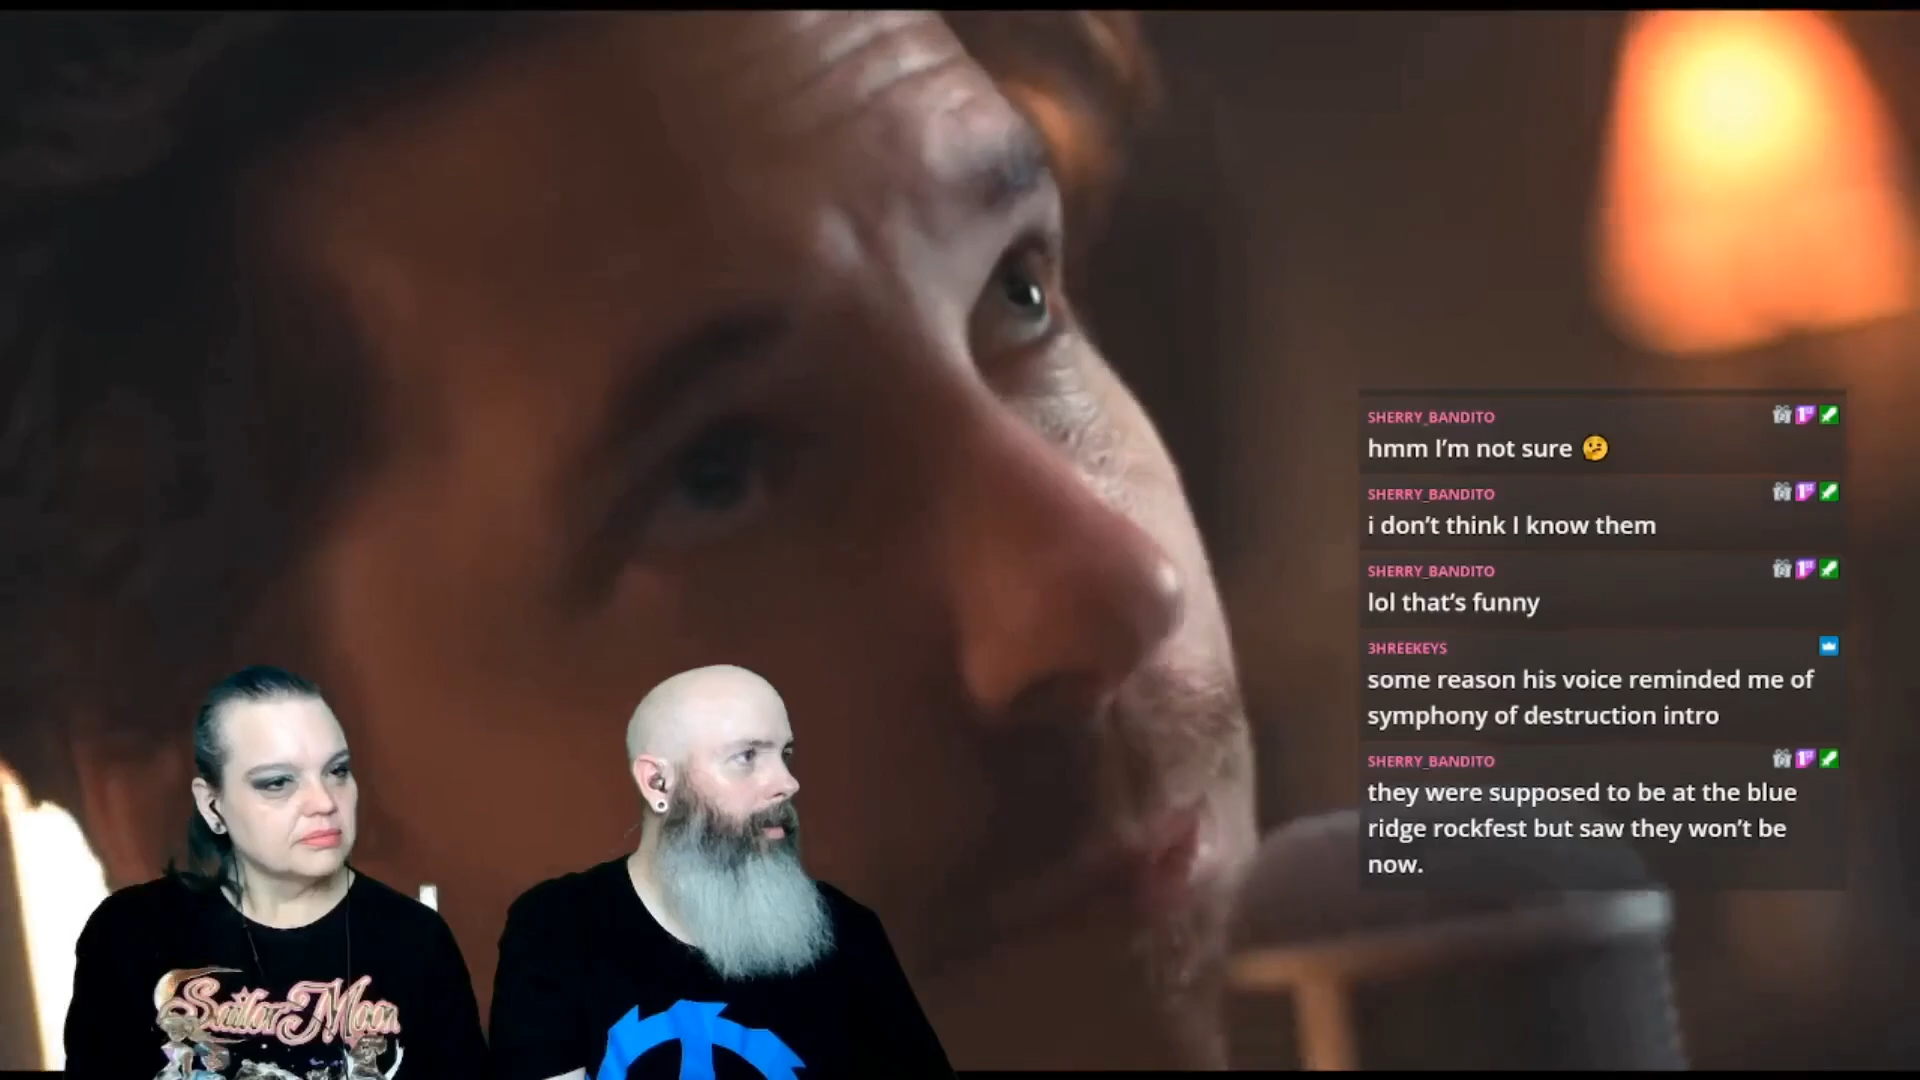 SHERRY_BANDITO
hmm I’m not sure 🤔
SHERRY_BANDITO
i don’t think I know them
SHERRY_BANDITO
lol that’s funny
3HREEKEYS
some reason his voice reminded me of
symphony of destruction intro
SHERRY_BANDITO
they were supposed to be at the blue
ridge rockfest but saw they won’t be
now.
Sailor Moon